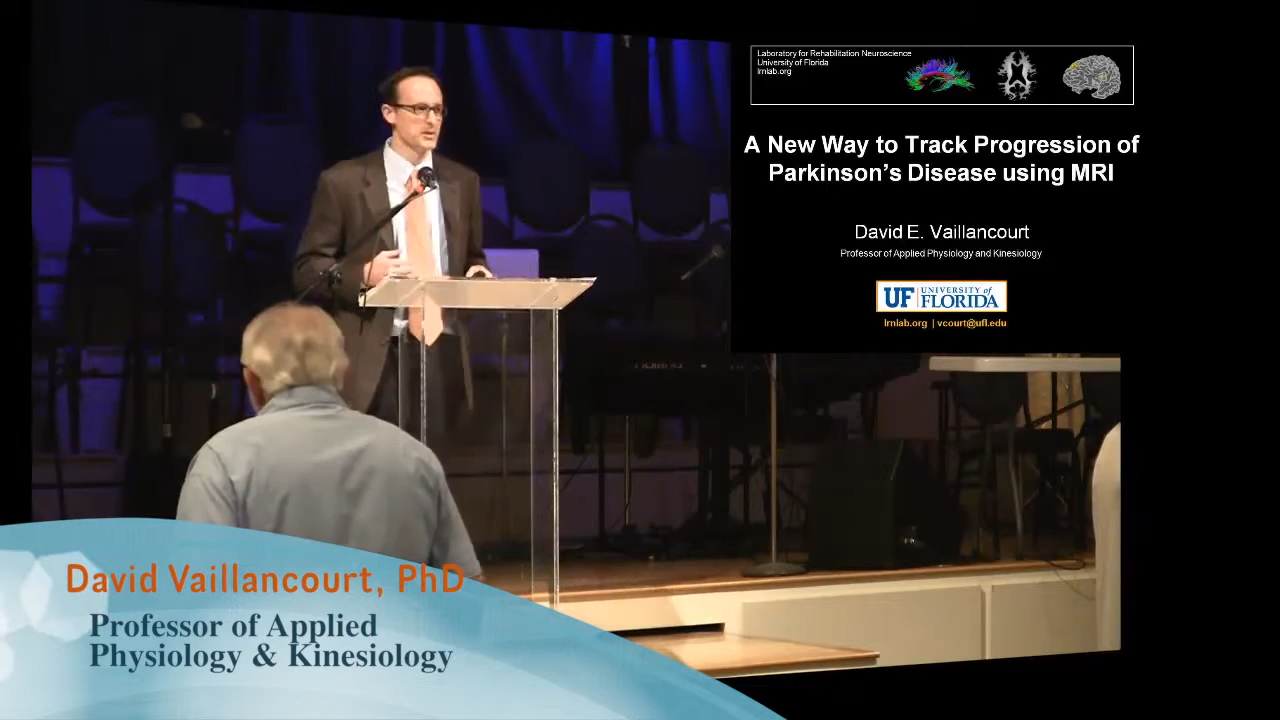 Laboratory for Rehabilitation Neuroscience
University of Florida
lrnlab.org
A New Way to Track Progression of
Parkinson's Disease using MRI
David E. Vaillancourt
Professor of Applied Physiology and Kinesiology
UF UNIVERSITY of
FLORIDA
lrnlab.org | vcourt@ufl.edu
David Vaillancourt, PhD
Professor of Applied
Physiology & Kinesiology